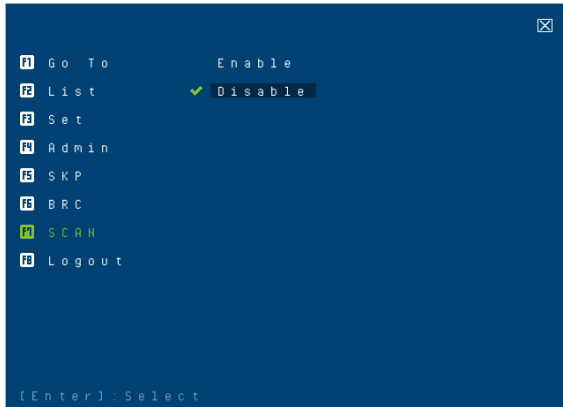 F1 Go To Enable
F2 List Disable
F3 Set
F4 Admin
F5 SKP
F6 BRC
F7 SCAN
F8 Logout
[Enter]:Select